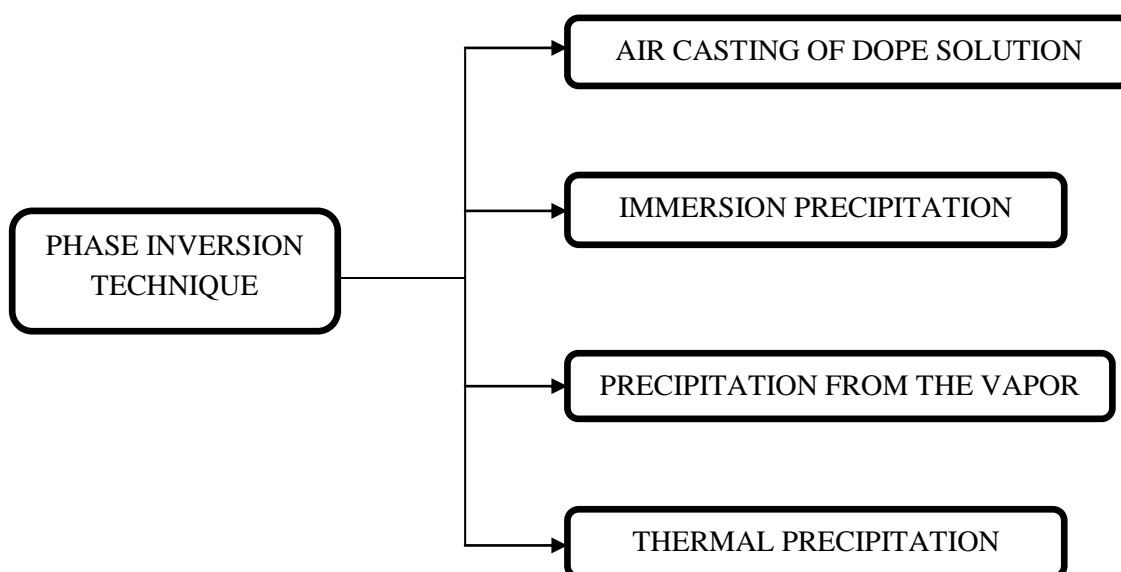 PHASE INVERSION
TECHNIQUE
AIR CASTING OF DOPE SOLUTION
IMMERSION PRECIPITATION
PRECIPITATION FROM THE VAPOR
THERMAL PRECIPITATION